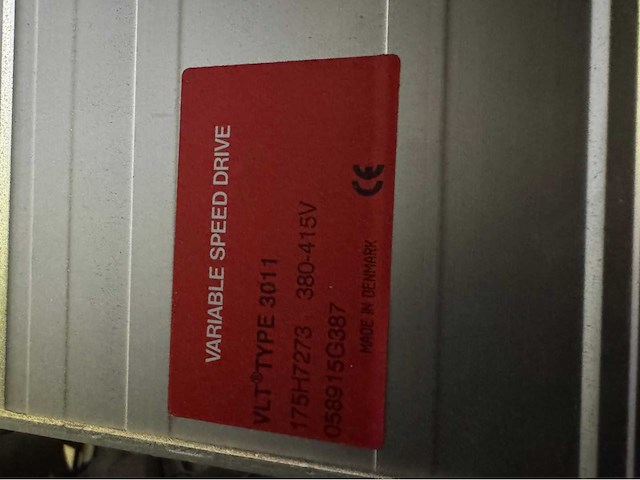 VARIABLE SPEED DRIVE
VLT® TYPE 3011
175H7273 380-415V
058915G387
MADE IN DENMARK CE